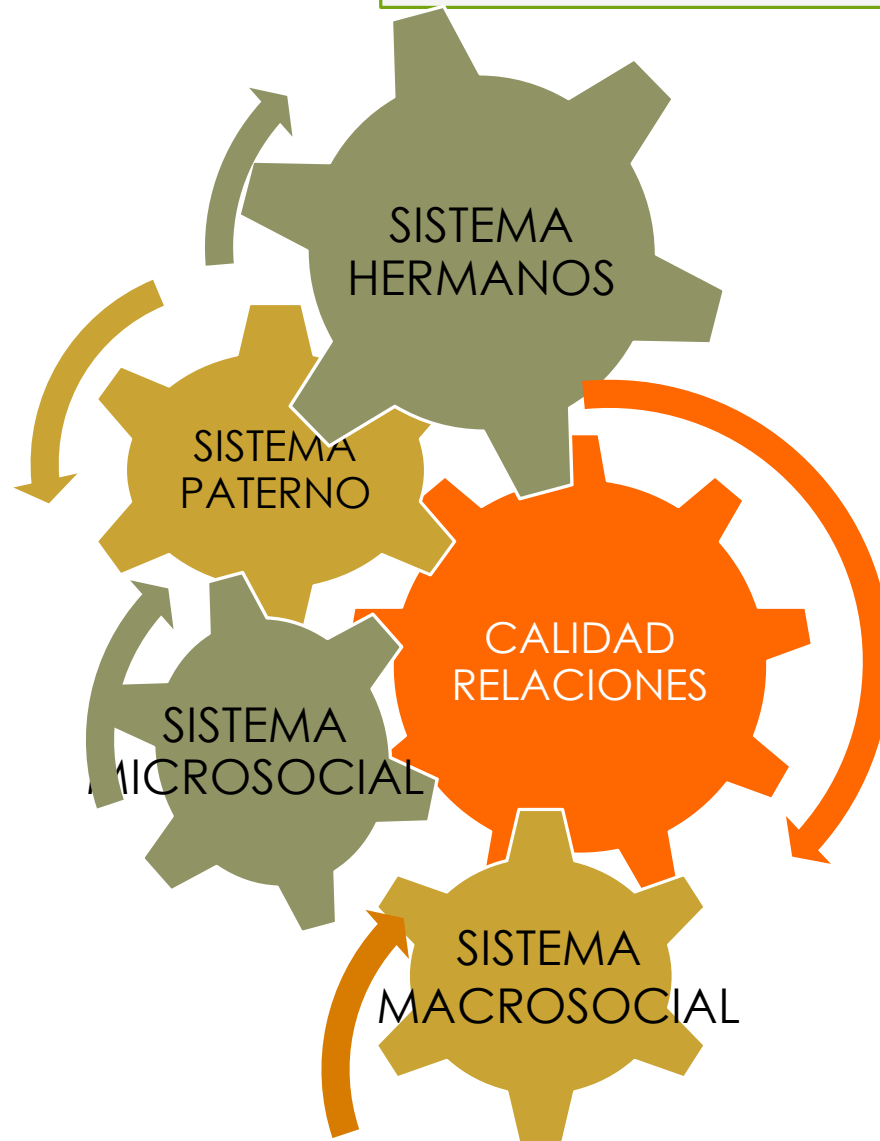 SISTEMA
HERMANOS
SISTEMA
PATERNO
CALIDAD
RELACIONES
SISTEMA
MICROSOCIAL
SISTEMA
MACROSOCIAL